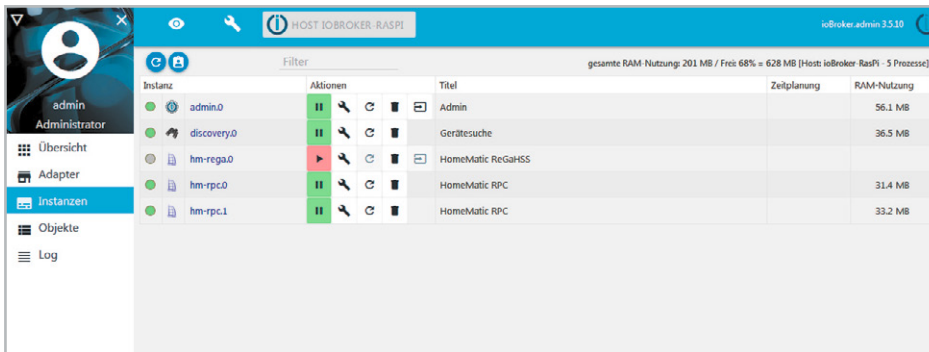 HOST IOBROKER-RASPI
ioBroker.admin 3.5.10
Filter
gesamte RAM-Nutzung: 201 MB / Frei: 68% = 628 MB [Host: ioBroker-RasPi - 5 Prozesse]
admin
Administrator
Übersicht
Adapter
Instanzen
Objekte
Log
Instanz Aktionen Titel Zeitplanung RAM-Nutzung
admin.0 Admin 56.1 MB
discovery.0 Gerätesuche 36.5 MB
hm-rega.0 HomeMatic ReGaHSS
hm-rpc.0 HomeMatic RPC 31.4 MB
hm-rpc.1 HomeMatic RPC 33.2 MB